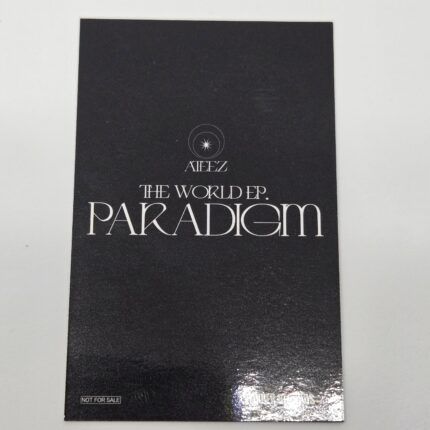 ATEEZ
THE WORLD EP.
PARADIGM
NOT FOR SALE